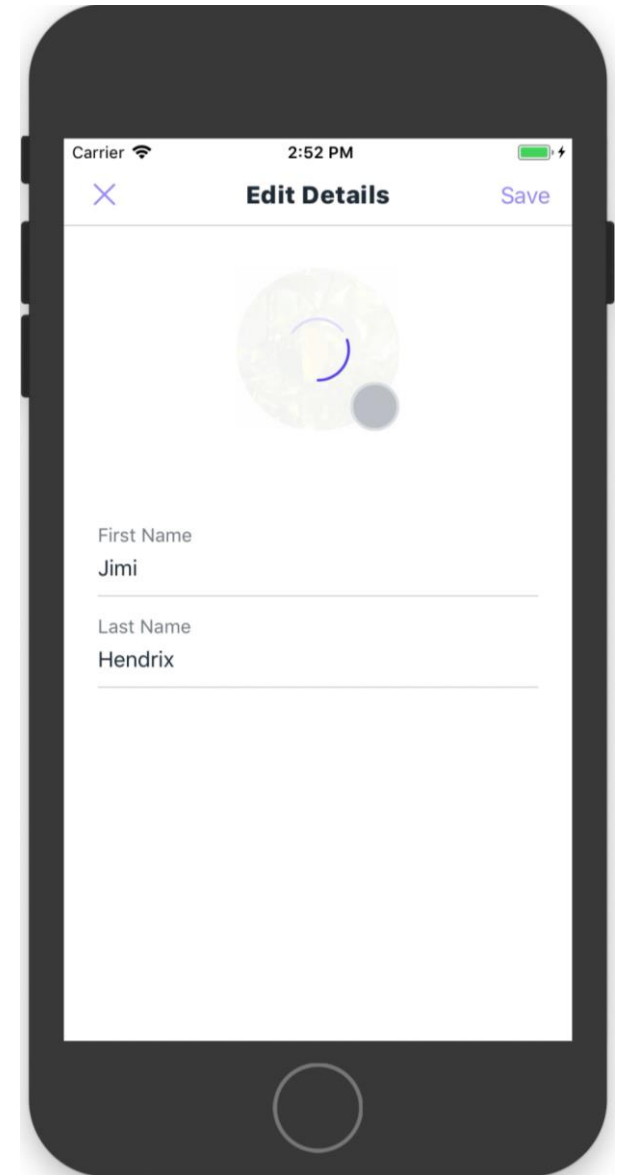 Carrier 2:52 PM
Edit Details Save
First Name
Jimi
Last Name
Hendrix